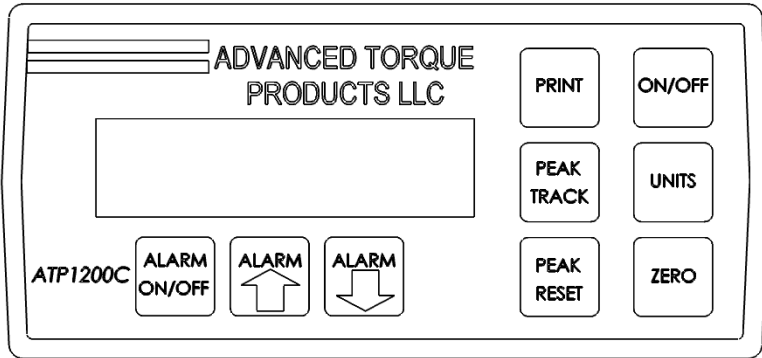 ADVANCED TORQUE
PRODUCTS LLC
PRINT
ON/OFF
PEAK
TRACK
UNITS
ATP1200C
ALARM
ON/OFF
ALARM
ALARM
PEAK
RESET
ZERO